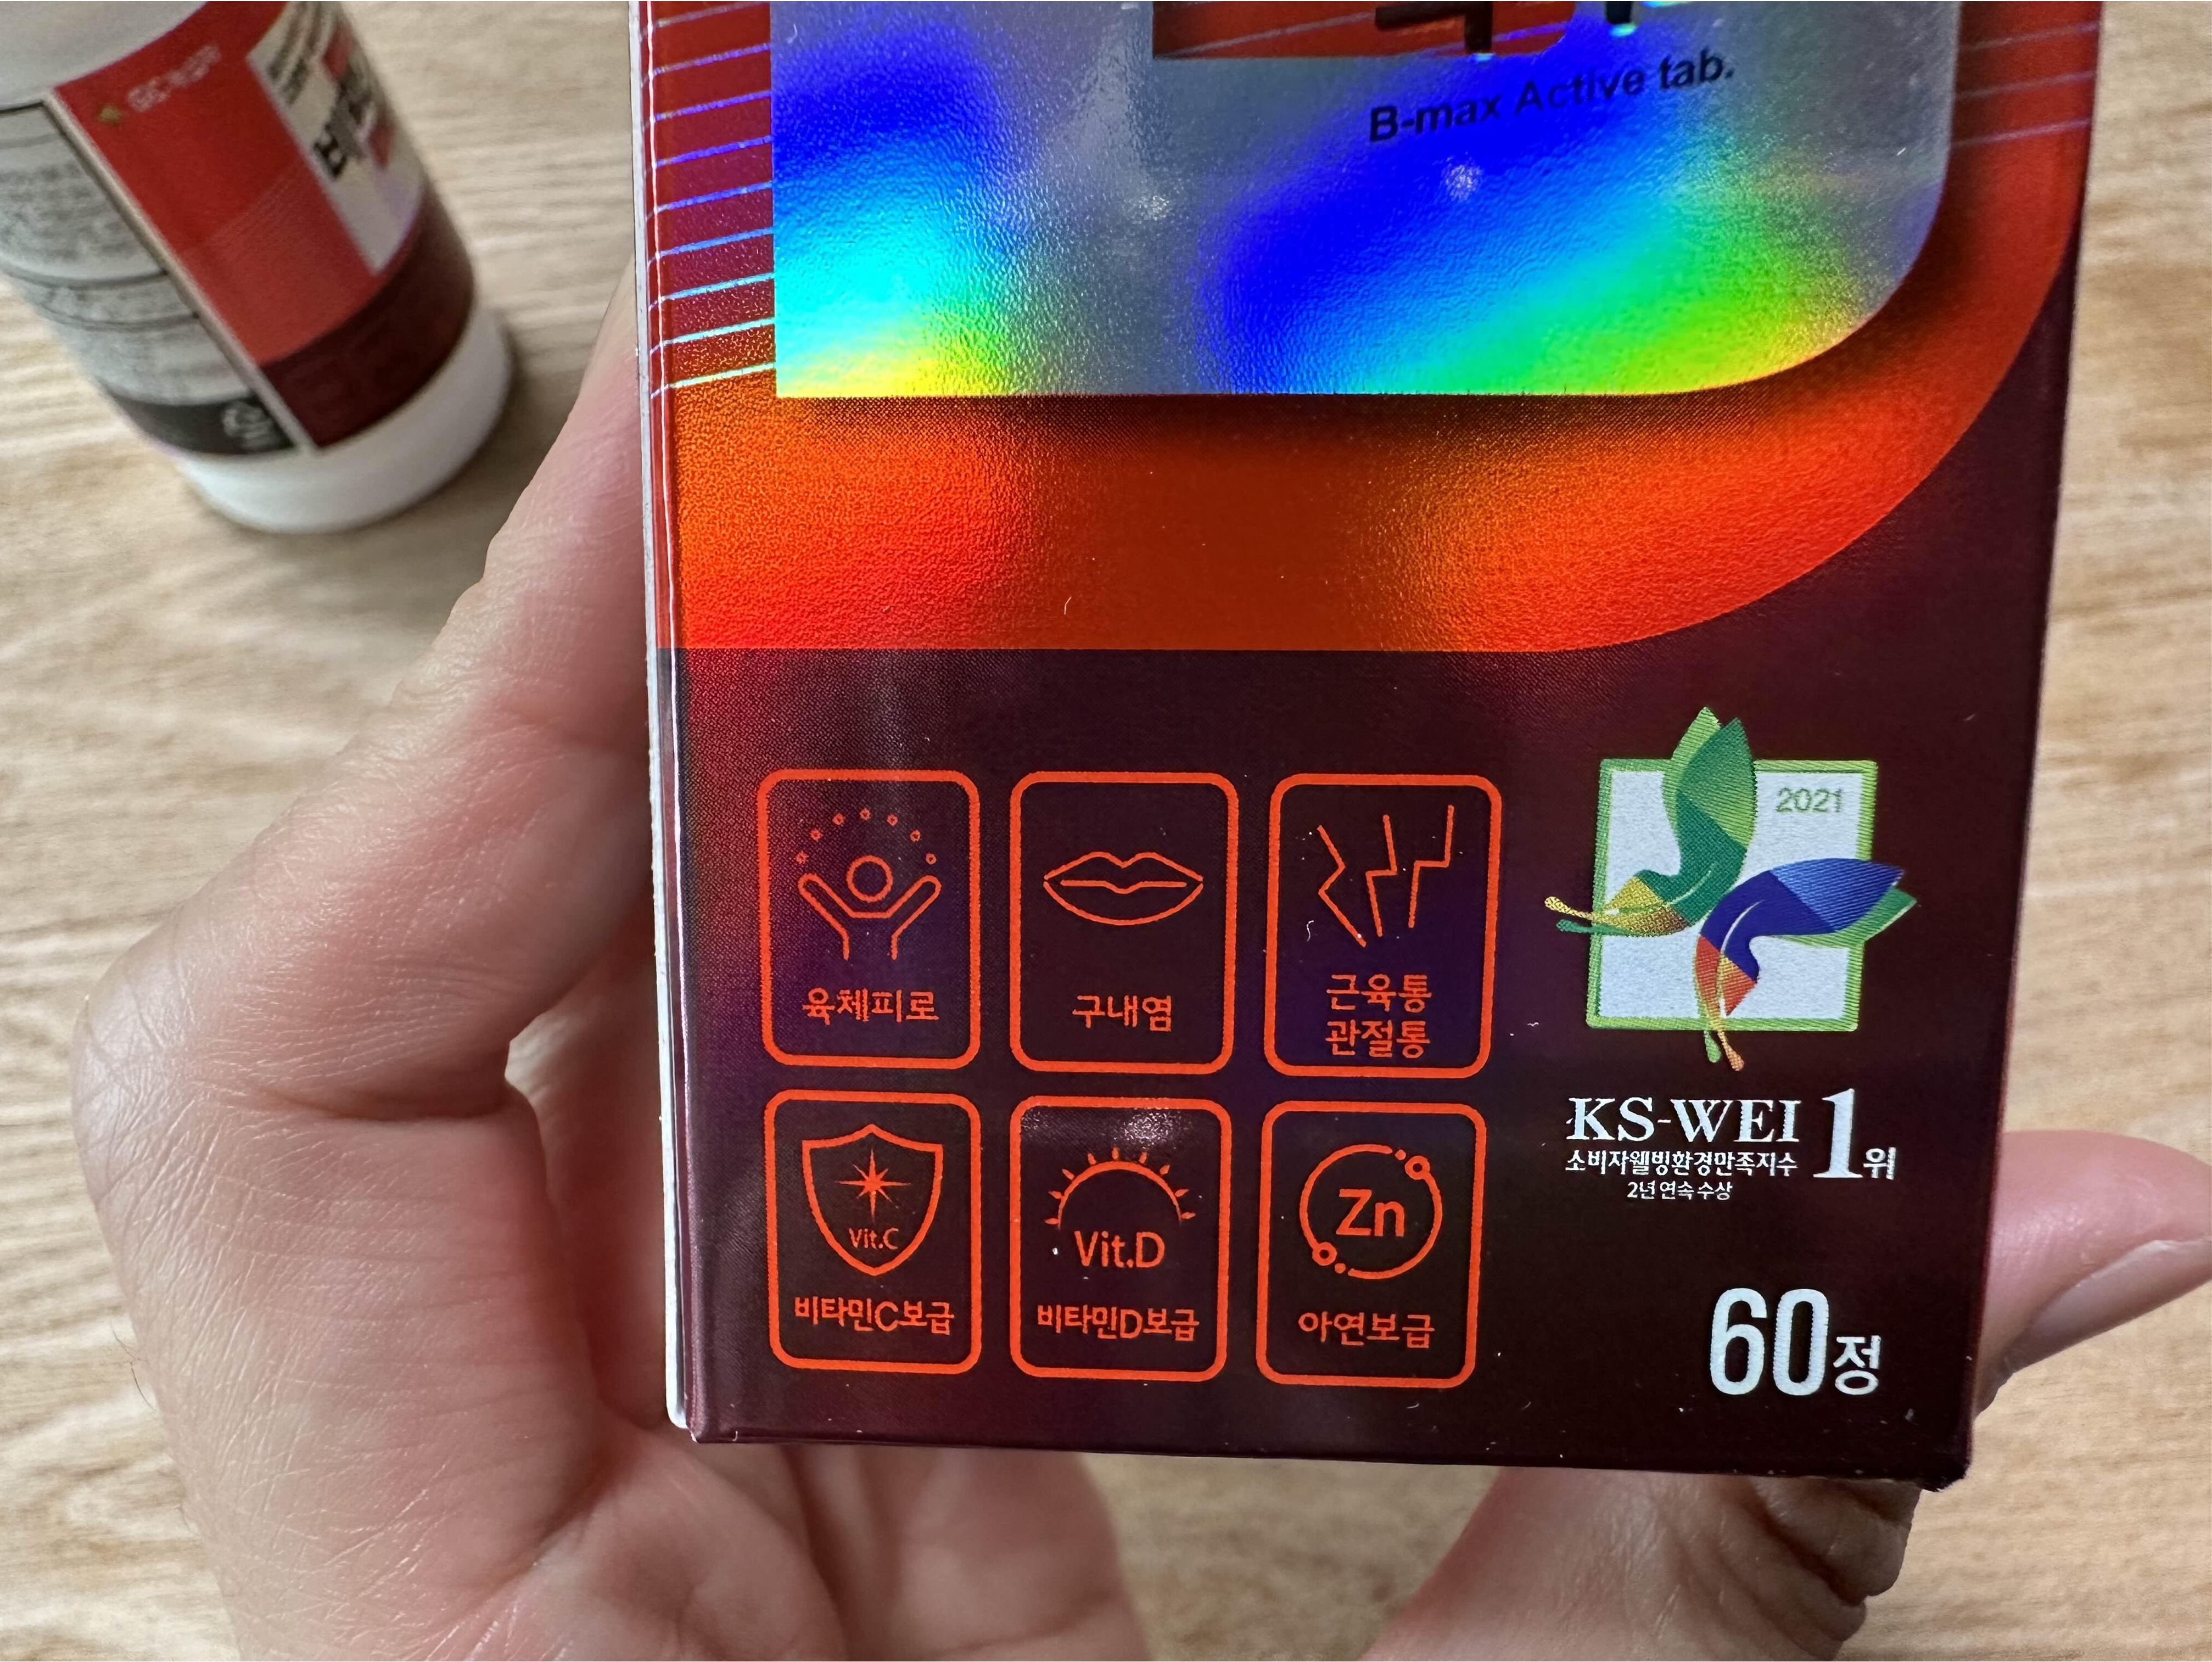 B-max Active tab.
육체피로
구내염
근육통
관절통
2021
KS-WEI 1위
소비자웰빙환경만족지수
2년 연속 수상
Vit.C
비타민C보급
Vit.D
비타민D보급
Zn
아연보급
60정